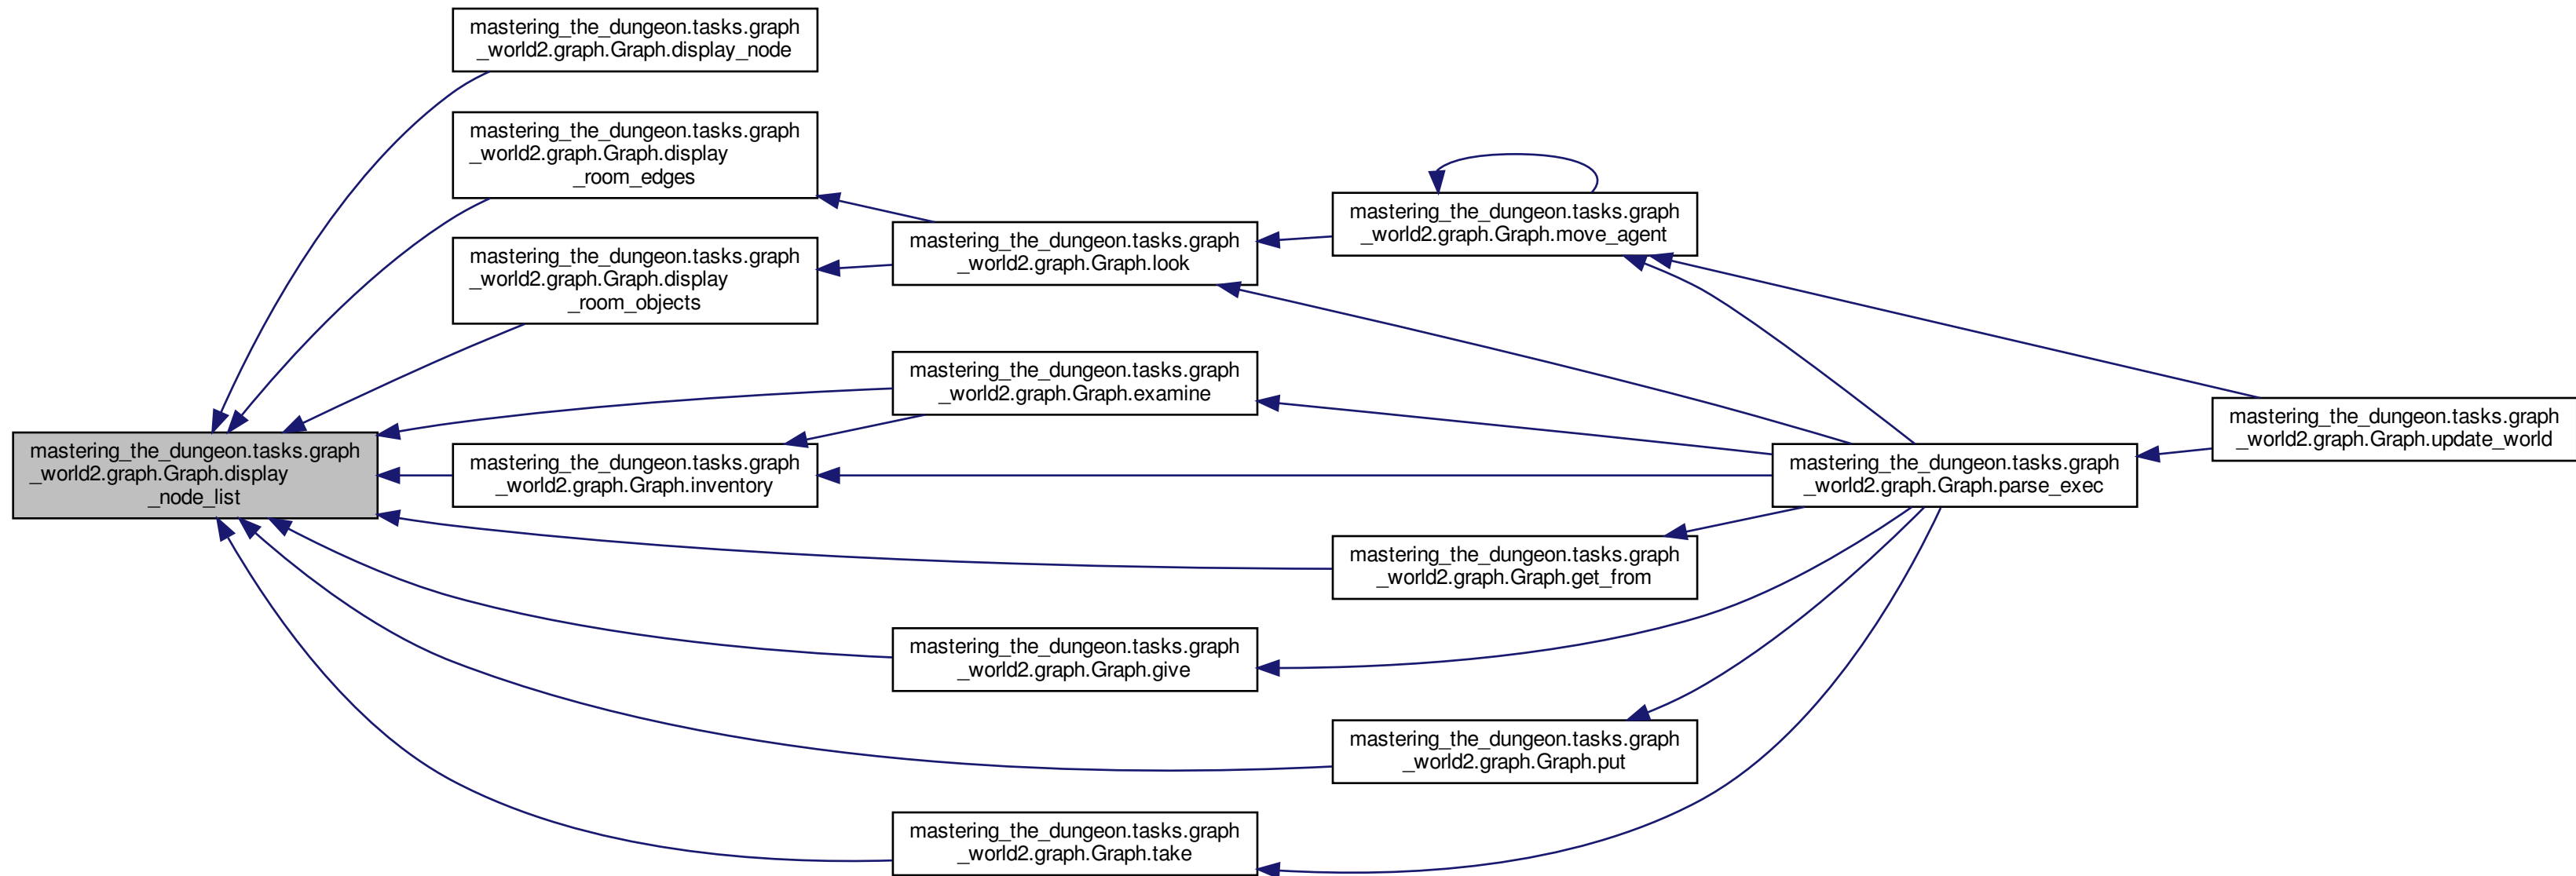 mastering_the_dungeon.tasks.graph
_world2.graph.Graph.display_node
mastering_the_dungeon.tasks.graph
_world2.graph.Graph.display
_room_edges
mastering_the_dungeon.tasks.graph
_world2.graph.Graph.display
_room_objects
mastering_the_dungeon.tasks.graph
_world2.graph.Graph.look
mastering_the_dungeon.tasks.graph
_world2.graph.Graph.move_agent
mastering_the_dungeon.tasks.graph
_world2.graph.Graph.examine
mastering_the_dungeon.tasks.graph
_world2.graph.Graph.display
_node_list
mastering_the_dungeon.tasks.graph
_world2.graph.Graph.inventory
mastering_the_dungeon.tasks.graph
_world2.graph.Graph.parse_exec
mastering_the_dungeon.tasks.graph
_world2.graph.Graph.update_world
mastering_the_dungeon.tasks.graph
_world2.graph.Graph.get_from
mastering_the_dungeon.tasks.graph
_world2.graph.Graph.give
mastering_the_dungeon.tasks.graph
_world2.graph.Graph.put
mastering_the_dungeon.tasks.graph
_world2.graph.Graph.take